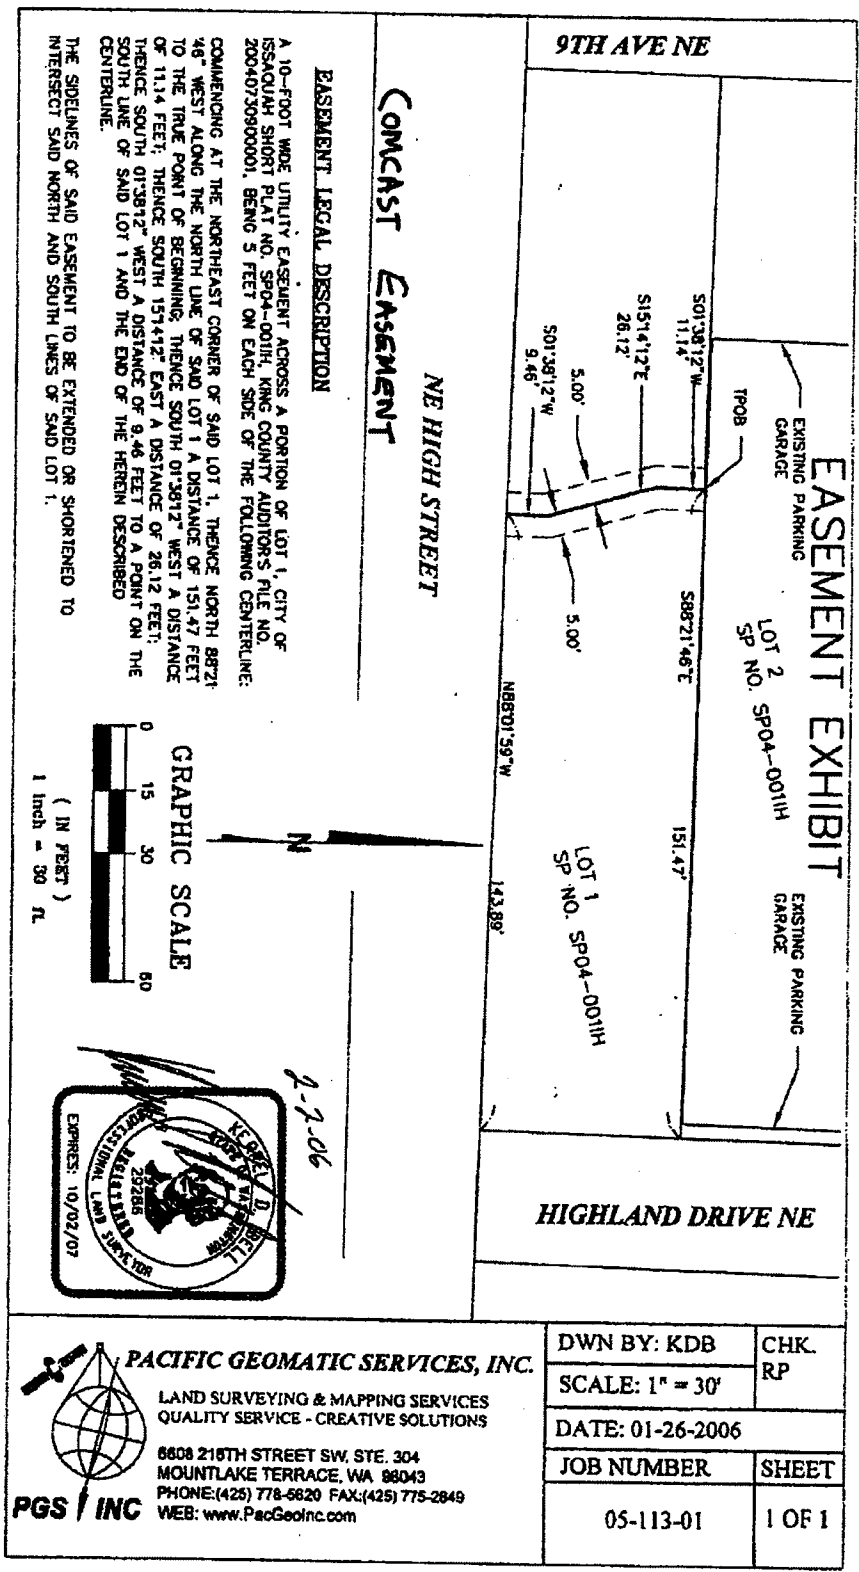 EASEMENT EXHIBIT
9TH AVE NE
EXISTING PARKING
GARAGE
EXISTING PARKING
GARAGE
LOT 2
SP NO. SP04-001IH
TPOB
S01°38'12"W
11.14'
S15°14'12"E
26.12'
S01°38'12"W
9.46'
5.00'
5.00'
S88°21'46"E
151.47'
LOT 1
SP NO. SP04-001IH
N88°01'59"W
143.89'
NE HIGH STREET
HIGHLAND DRIVE NE
COMCAST EASEMENT
EASEMENT LEGAL DESCRIPTION
A 10-FOOT WIDE UTILITY EASEMENT ACROSS A PORTION OF LOT 1, CITY OF
ISSAQUAH SHORT PLAT NO. SP04-001IH, KING COUNTY AUDITOR'S FILE NO.
20040730900001, BEING 5 FEET ON EACH SIDE OF THE FOLLOWING CENTERLINE:
COMMENCING AT THE NORTHEAST CORNER OF SAID LOT 1, THENCE NORTH 88°21'
46" WEST ALONG THE NORTH LINE OF SAID LOT 1 A DISTANCE OF 151.47 FEET
TO THE TRUE POINT OF BEGINNING; THENCE SOUTH 01°38'12" WEST A DISTANCE
OF 11.14 FEET; THENCE SOUTH 15°14'12" EAST A DISTANCE OF 26.12 FEET;
THENCE SOUTH 01°38'12" WEST A DISTANCE OF 9.46 FEET TO A POINT ON THE
SOUTH LINE OF SAID LOT 1 AND THE END OF THE HEREIN DESCRIBED
CENTERLINE.
THE SIDELINES OF SAID EASEMENT TO BE EXTENDED OR SHORTENED TO
INTERSECT SAID NORTH AND SOUTH LINES OF SAID LOT 1.
N
GRAPHIC SCALE
0 15 30 60
( IN FEET )
1 inch = 30 ft.
2-2-06
STATE OF WASHINGTON
REGISTERED
29286
PROFESSIONAL LAND SURVEYOR
EXPIRES: 10/02/07
PGS INC
PACIFIC GEOMATIC SERVICES, INC.
LAND SURVEYING & MAPPING SERVICES
QUALITY SERVICE - CREATIVE SOLUTIONS
6608 216TH STREET SW, STE. 304
MOUNTLAKE TERRACE, WA 98043
PHONE:(425) 778-5620 FAX:(425) 775-2849
WEB: www.PacGeoInc.com
DWN BY: KDB
CHK.
RP
SCALE: 1" = 30'
DATE: 01-26-2006
JOB NUMBER
SHEET
05-113-01
1 OF 1